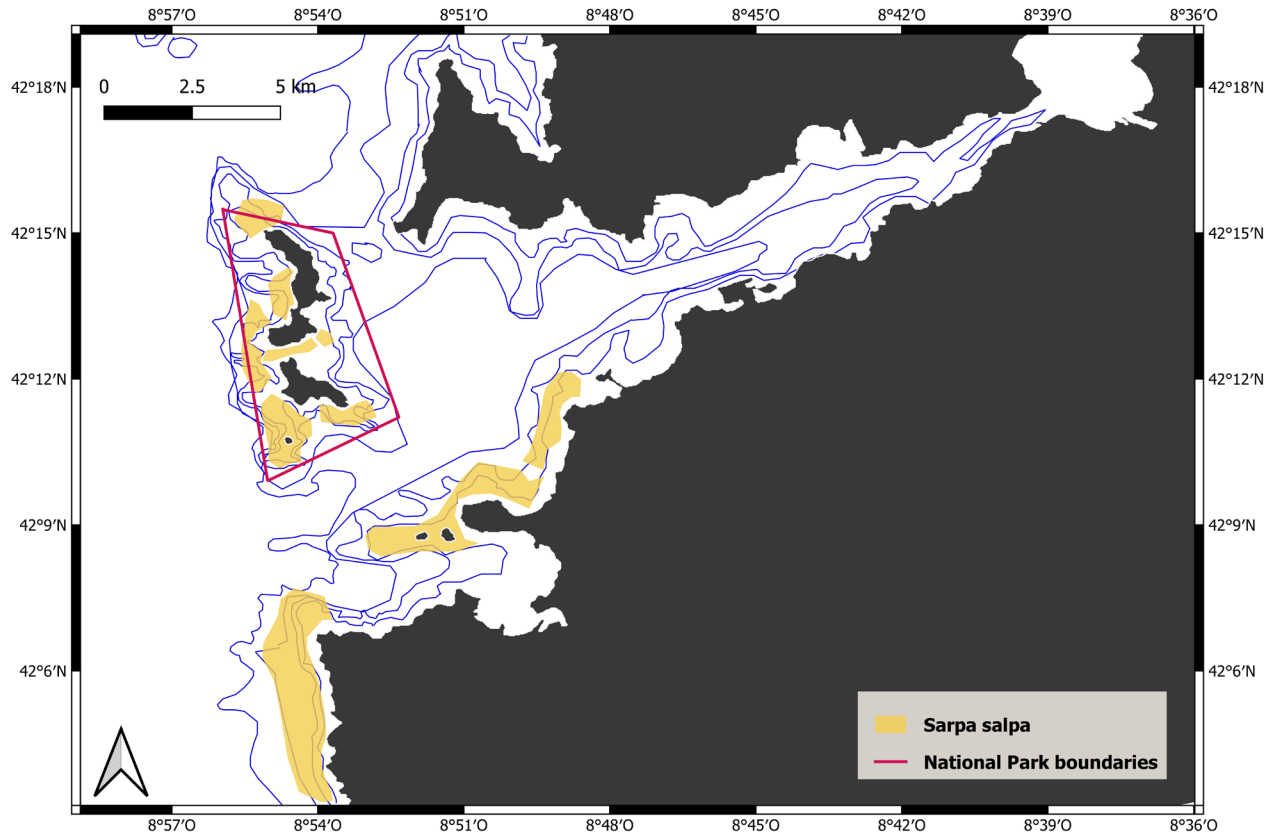 8°57′O 8°54′O 8°51′O 8°48′O 8°45′O 8°42′O 8°39′O 8°36′O
0 2.5 5 km
42°18′N 42°18′N
42°15′N 42°15′N
42°12′N 42°12′N
42°9′N 42°9′N
42°6′N 42°6′N
Sarpa salpa
National Park boundaries
8°57′O 8°54′O 8°51′O 8°48′O 8°45′O 8°42′O 8°39′O 8°39′O